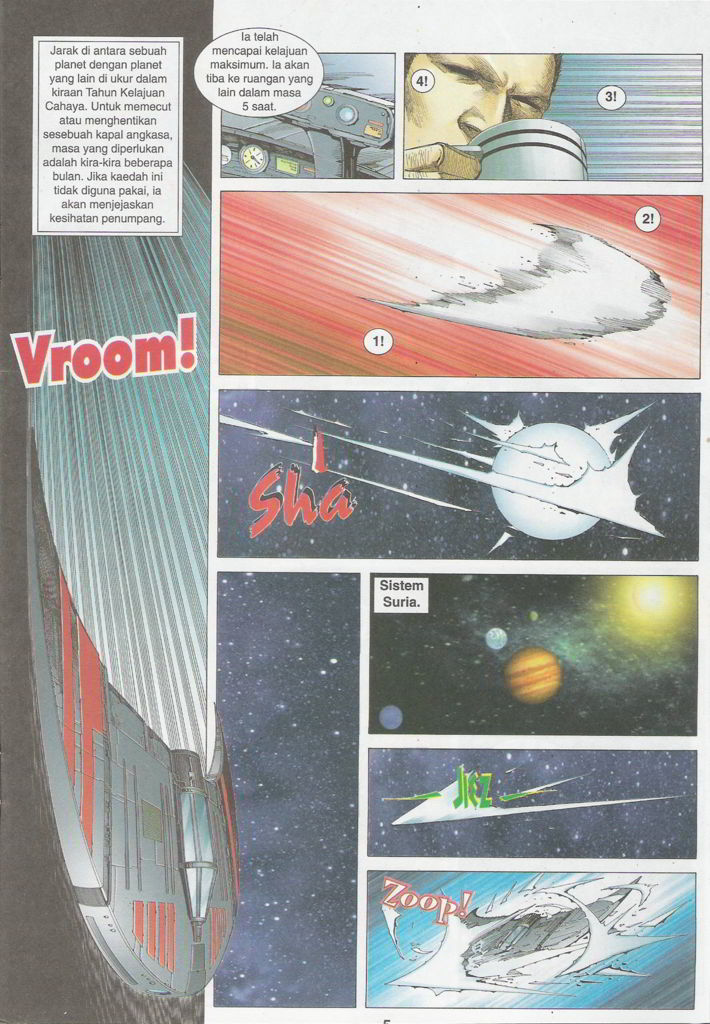 Jarak di antara sebuah
planet dengan planet
yang lain di ukur dalam
kiraan Tahun Kelajuan
Cahaya. Untuk memecut
atau menghentikan
sesebuah kapal angkasa,
masa yang diperlukan
adalah kira-kira beberapa
bulan. Jika kaedah ini
tidak diguna pakai, ia
akan menjejaskan
kesihatan penumpang.
Ia telah
mencapai kelajuan
maksimum. Ia akan
tiba ke ruangan yang
lain dalam masa
5 saat.
4!
3!
2!
1!
Vroom!
Sha
Sistem
Suria.
JIEZ
Zoop!
5